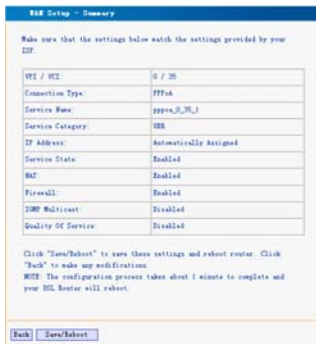 WAN Setup - Summary
Make sure that the settings below match the settings provided by your
ISP.
VPI / VCI: 0 / 35
Connection Type: PPPoA
Service Name: pppoa_0_35_1
Service Category: UBR
IP Address: Automatically Assigned
Service State: Enabled
NAT: Enabled
Firewall: Enabled
IGMP Multicast: Disabled
Quality Of Service: Disabled
Click "Save/Reboot" to save these settings and reboot router. Click
"Back" to make any modifications.
NOTE: The configuration process takes about 1 minute to complete and
your DSL Router will reboot.
Back Save/Reboot